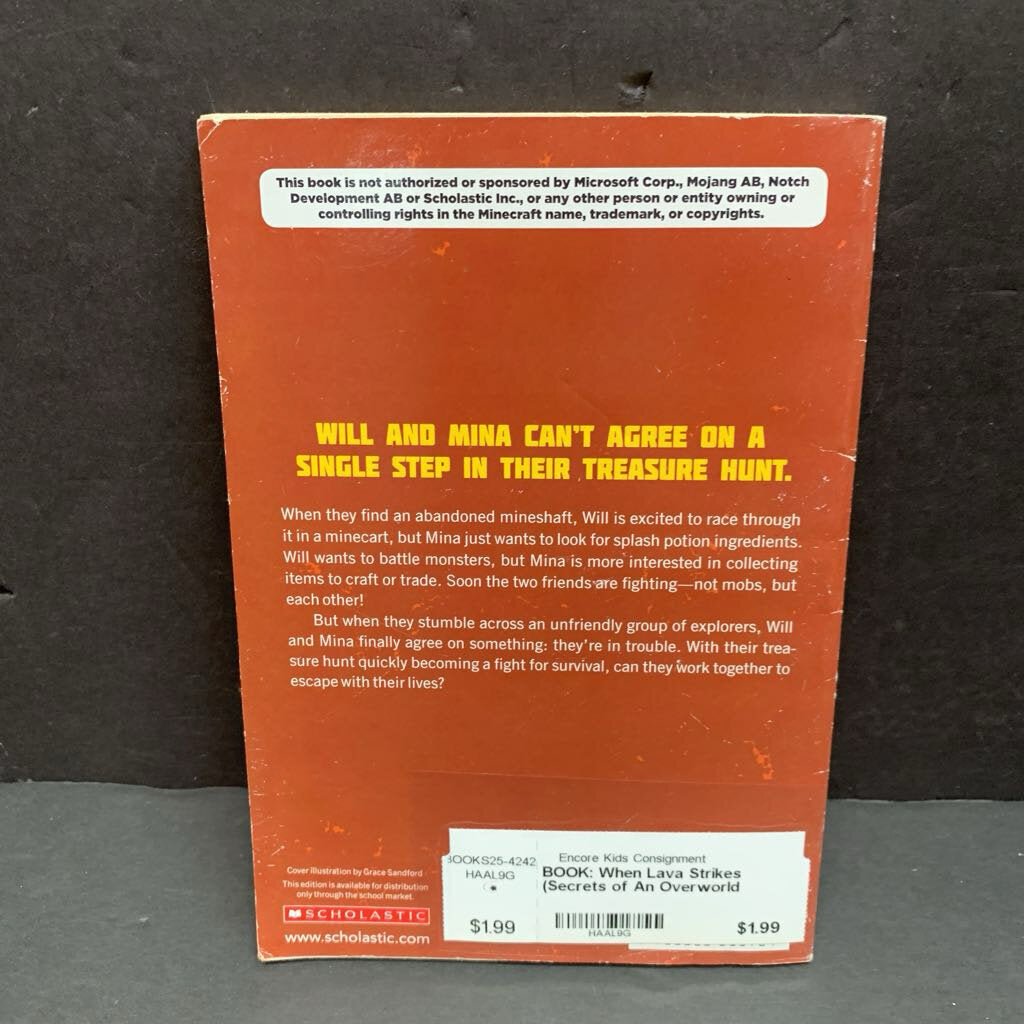 This book is not authorized or sponsored by Microsoft Corp., Mojang AB, Notch
Development AB or Scholastic Inc., or any other person or entity owning or
controlling rights in the Minecraft name, trademark, or copyrights.
WILL AND MINA CAN'T AGREE ON A
SINGLE STEP IN THEIR TREASURE HUNT.
When they find an abandoned mineshaft, Will is excited to race through
it in a minecart, but Mina just wants to look for splash potion ingredients.
Will wants to battle monsters, but Mina is more interested in collecting
items to craft or trade. Soon the two friends are fighting—not mobs, but
each other!
But when they stumble across an unfriendly group of explorers, Will
and Mina finally agree on something: they're in trouble. With their trea-
sure hunt quickly becoming a fight for survival, can they work together to
escape with their lives?
Cover illustration by Grace Sandford
This edition is available for distribution
only through the school market.
SCHOLASTIC
www.scholastic.com
BOOKS25-4242
HAAL9G
$1.99
Encore Kids Consignment
BOOK: When Lava Strikes
(Secrets of An Overworld
HAAL9G
$1.99